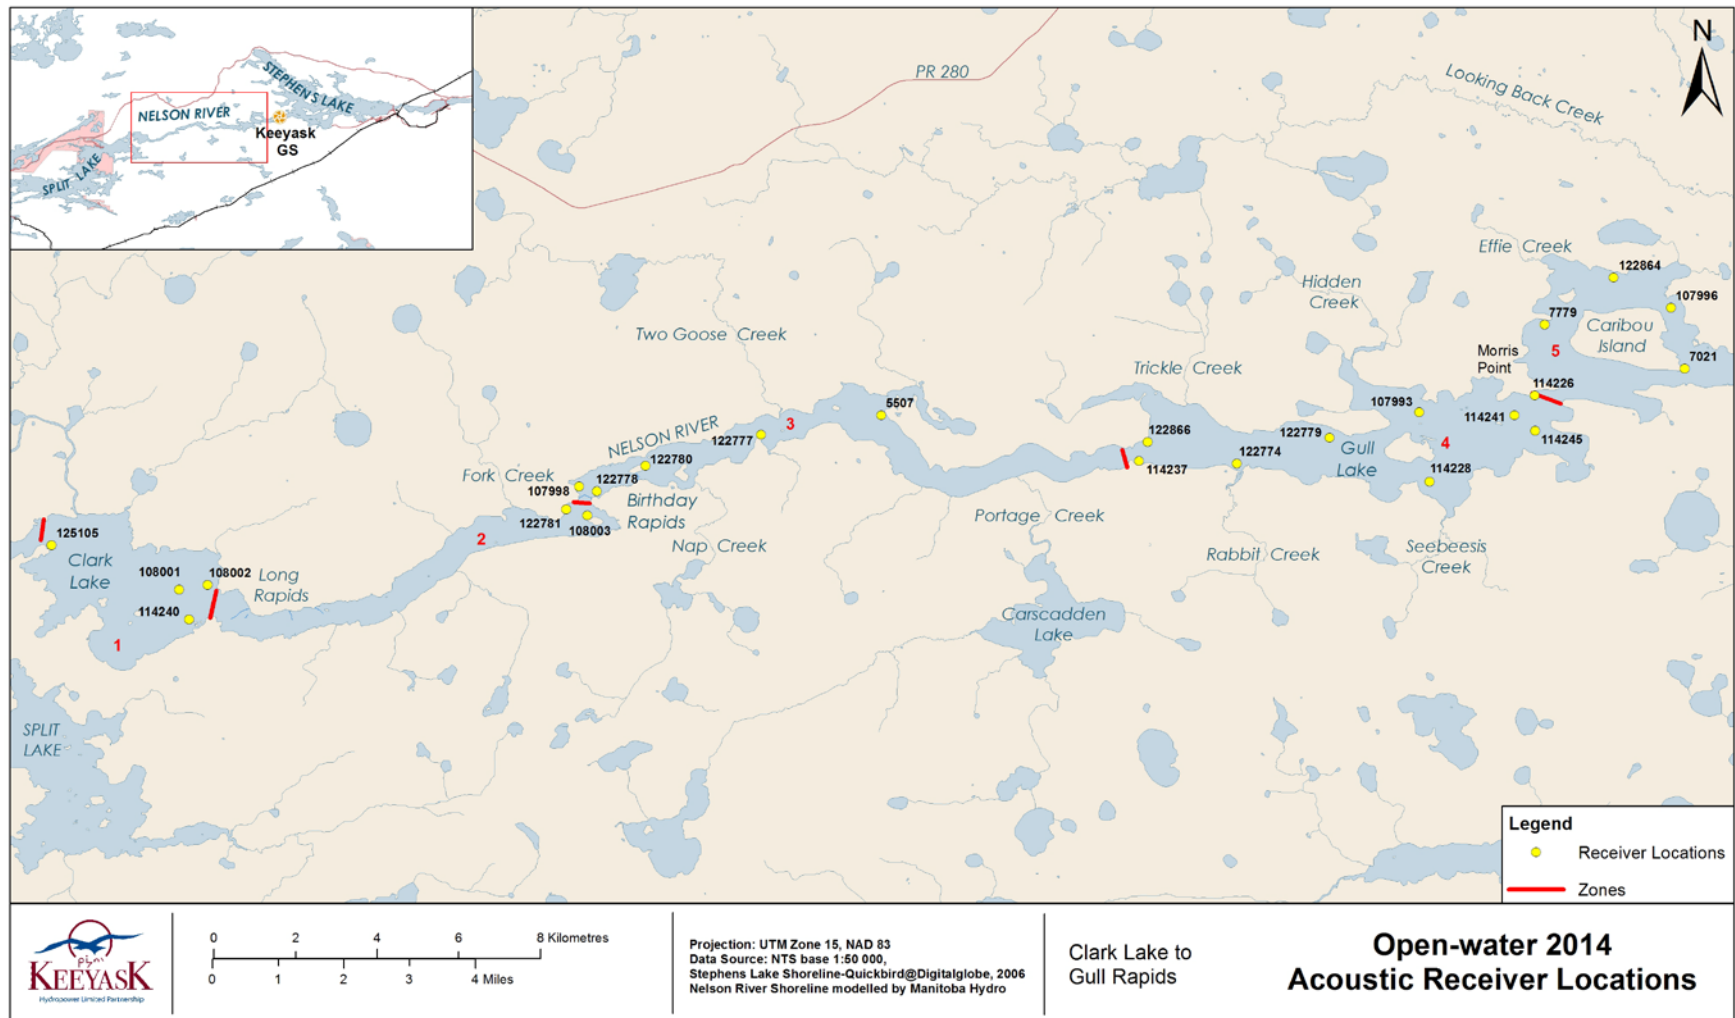 NELSON RIVER
STEPHENS LAKE
Keeyask
GS
SPLIT LAKE
PR 280
N
Looking Back Creek
Effie Creek
122864
Hidden
Creek
107996
7779
Caribou
Island
Two Goose Creek
Morris
Point
5
7021
Trickle Creek
114226
5507
107993
114241
3
NELSON RIVER
122777
122866
122779
Gull
Lake
4
114245
122780
114237
122774
114228
Fork Creek
107998
122778
Birthday
Rapids
Portage Creek
122781
108003
125105
2
Nap Creek
Rabbit Creek
Seebeesis
Creek
Clark
Lake
108001
108002
Long
Rapids
114240
Carscadden
Lake
1
SPLIT
LAKE
Legend
Receiver Locations
Zones
KEEYASK
Hydropower Limited Partnership
0 2 4 6 8 Kilometres
0 1 2 3 4 Miles
Projection: UTM Zone 15, NAD 83
Data Source: NTS base 1:50 000,
Stephens Lake Shoreline-Quickbird@Digitalglobe, 2006
Nelson River Shoreline modelled by Manitoba Hydro
Clark Lake to
Gull Rapids
Open-water 2014
Acoustic Receiver Locations